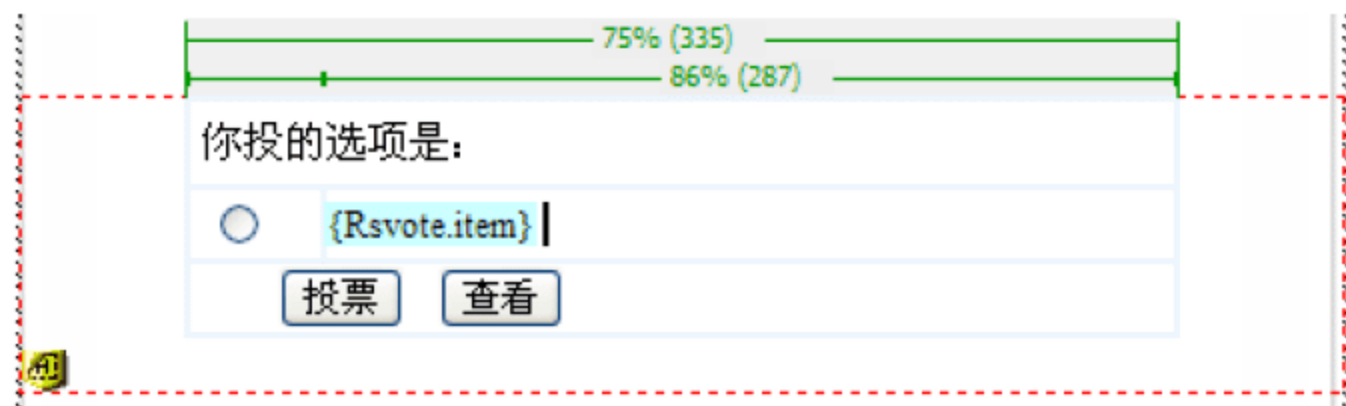 75% (335)
86% (287)
你投的选项是：
{Rsvote.item}
投票 查看